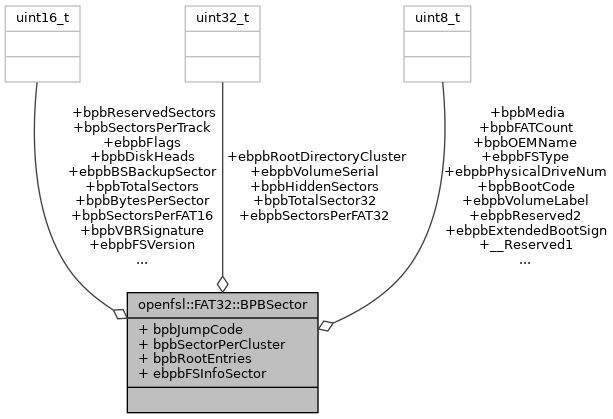 uint16_t
uint32_t
uint8_t
+bpbReservedSectors
+bpbSectorsPerTrack
+ebpbFlags
+bpbDiskHeads
+ebpbBSBackupSector
+bpbTotalSectors
+bpbBytesPerSector
+bpbSectorsPerFAT16
+bpbVBRSignature
+ebpbFSVersion
...
+ebpbRootDirectoryCluster
+ebpbVolumeSerial
+bpbHiddenSectors
+bpbTotalSector32
+ebpbSectorsPerFAT32
+bpbMedia
+bpbFATCount
+bpbOEMName
+ebpbFSType
+ebpbPhysicalDriveNum
+bpbBootCode
+ebpbVolumeLabel
+ebpbReserved2
+ebpbExtendedBootSign
+__Reserved1
...
openfsl::FAT32::BPBSector
+ bpbJumpCode
+ bpbSectorPerCluster
+ bpbRootEntries
+ ebpbFSInfoSector